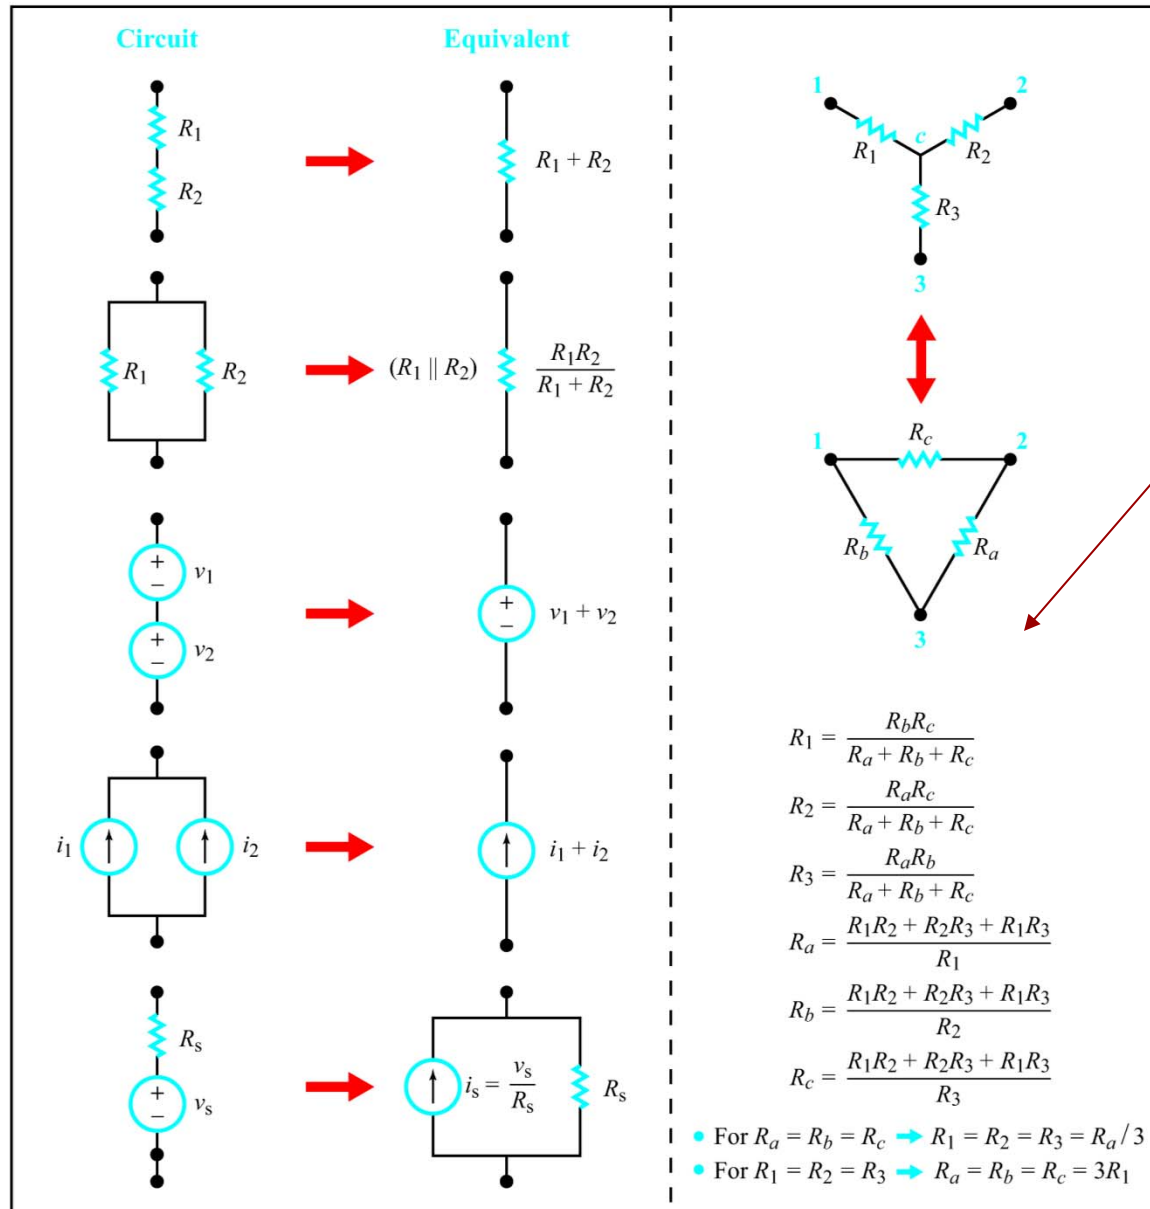 Circuit
Equivalent
R1
R2
R1 + R2
R1
R2
(R1 || R2)
R1R2 / R1 + R2
+
−
v1
+
−
v2
+
−
v1 + v2
i1
i2
i1 + i2
Rs
+
−
vs
is = vs / Rs
Rs
1
2
c
R1
R2
R3
3
1
Rc
2
Rb
Ra
3
R1 = RbRc / Ra + Rb + Rc
R2 = RaRc / Ra + Rb + Rc
R3 = RaRb / Ra + Rb + Rc
Ra = R1R2 + R2R3 + R1R3 / R1
Rb = R1R2 + R2R3 + R1R3 / R2
Rc = R1R2 + R2R3 + R1R3 / R3
• For Ra = Rb = Rc → R1 = R2 = R3 = Ra/3
• For R1 = R2 = R3 → Ra = Rb = Rc = 3R1